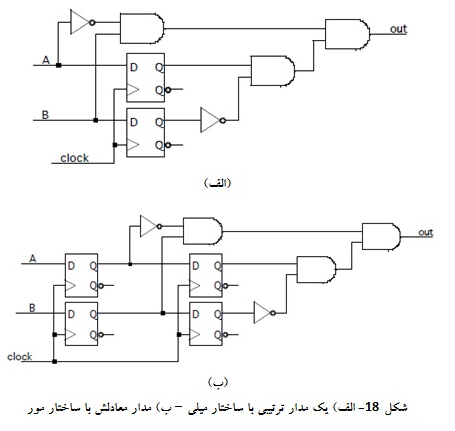 A
B
clock
D
Q
Q
D
Q
Q
out
(الف)
A
B
clock
D
Q
Q
D
Q
Q
D
Q
Q
D
Q
Q
out
(ب)
شکل 18- الف) یک مدار ترتیبی با ساختار میلی – ب) مدار معادلش با ساختار مور